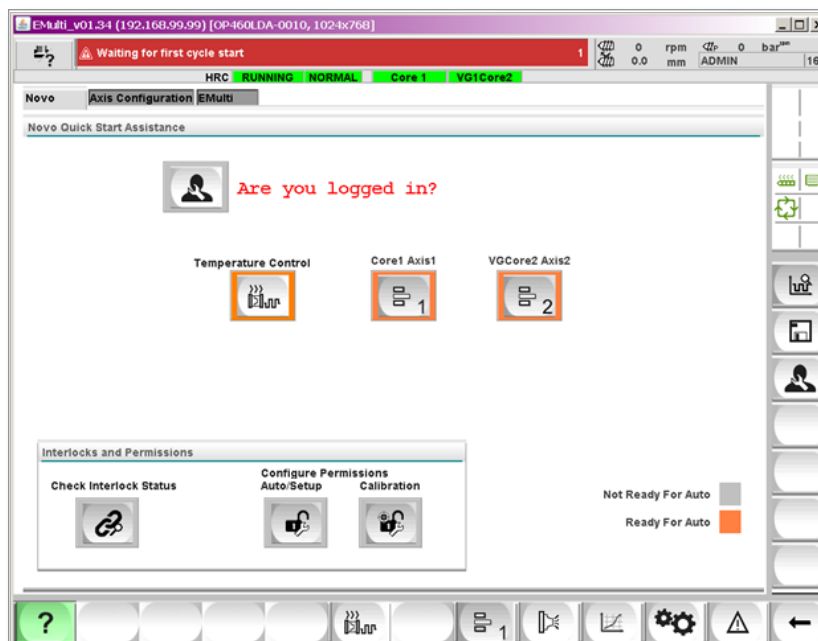 EMulti_v01.34 (192.168.99.99) [OP460LDA-0010, 1024x768]
Waiting for first cycle start 1
0 rpm 0 bar
0.0 mm ADMIN 16
HRC RUNNING NORMAL Core 1 VG1Core2
Novo Axis Configuration EMulti
Novo Quick Start Assistance
Are you logged in?
Temperature Control Core1 Axis1 VGCore2 Axis2
1 2
Interlocks and Permissions
Configure Permissions
Check Interlock Status Auto/Setup Calibration
Not Ready For Auto
Ready For Auto
? 1